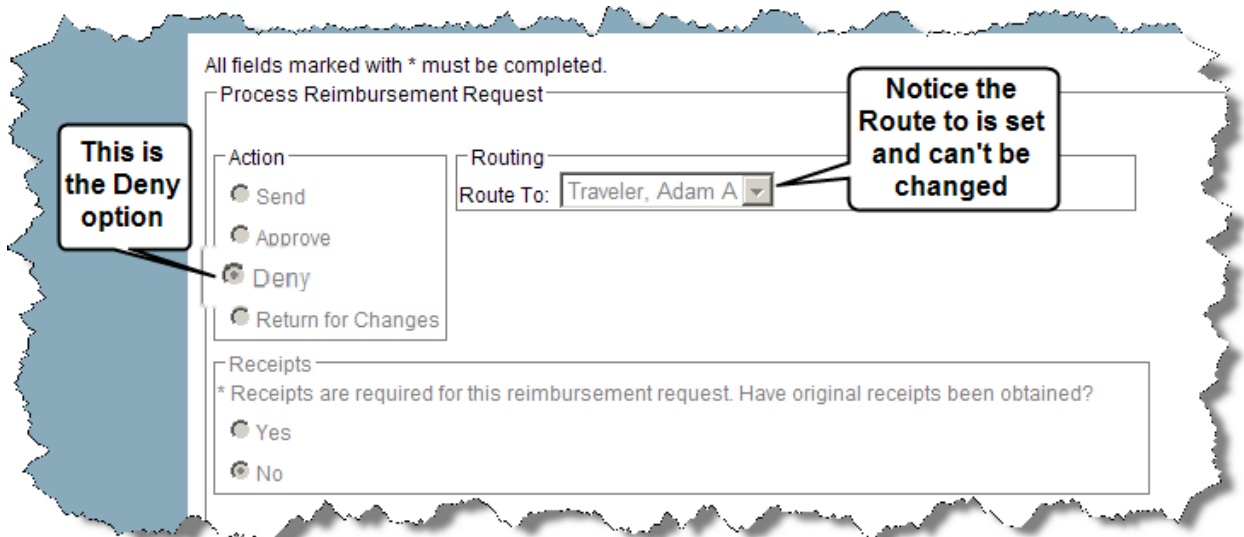 All fields marked with * must be completed.
Process Reimbursement Request
This is
the Deny
option
Action
Send
Approve
Deny
Return for Changes
Routing
Route To: Traveler, Adam A
Notice the
Route to is set
and can't be
changed
Receipts
* Receipts are required for this reimbursement request. Have original receipts been obtained?
Yes
No